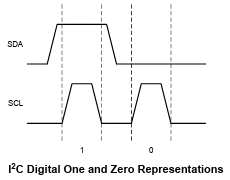 SDA
SCL
1 0
I²C Digital One and Zero Representations